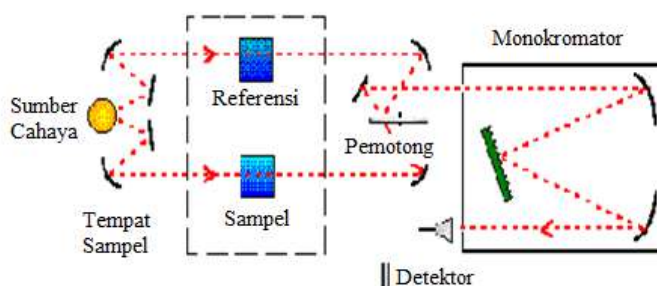 Monokromator
Sumber
Cahaya
Referensi
Pemotong
Tempat
Sampel
Sampel
Detektor